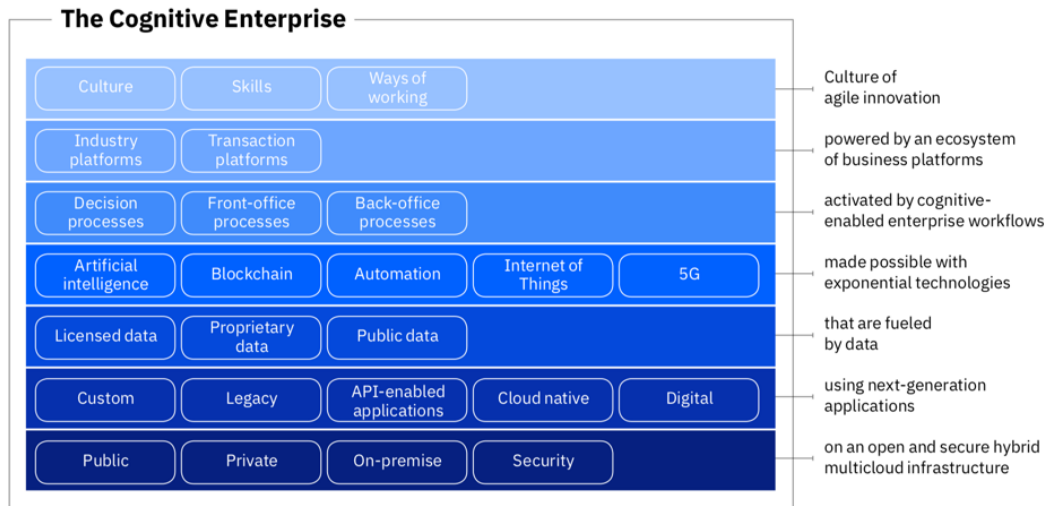 The Cognitive Enterprise
Culture
Skills
Ways of
working
Culture of
agile innovation
Industry
platforms
Transaction
platforms
powered by an ecosystem
of business platforms
Decision
processes
Front-office
processes
Back-office
processes
activated by cognitive-
enabled enterprise workflows
Artificial
intelligence
Blockchain
Automation
Internet of
Things
5G
made possible with
exponential technologies
Licensed data
Proprietary
data
Public data
that are fueled
by data
Custom
Legacy
API-enabled
applications
Cloud native
Digital
using next-generation
applications
Public
Private
On-premise
Security
on an open and secure hybrid
multicloud infrastructure